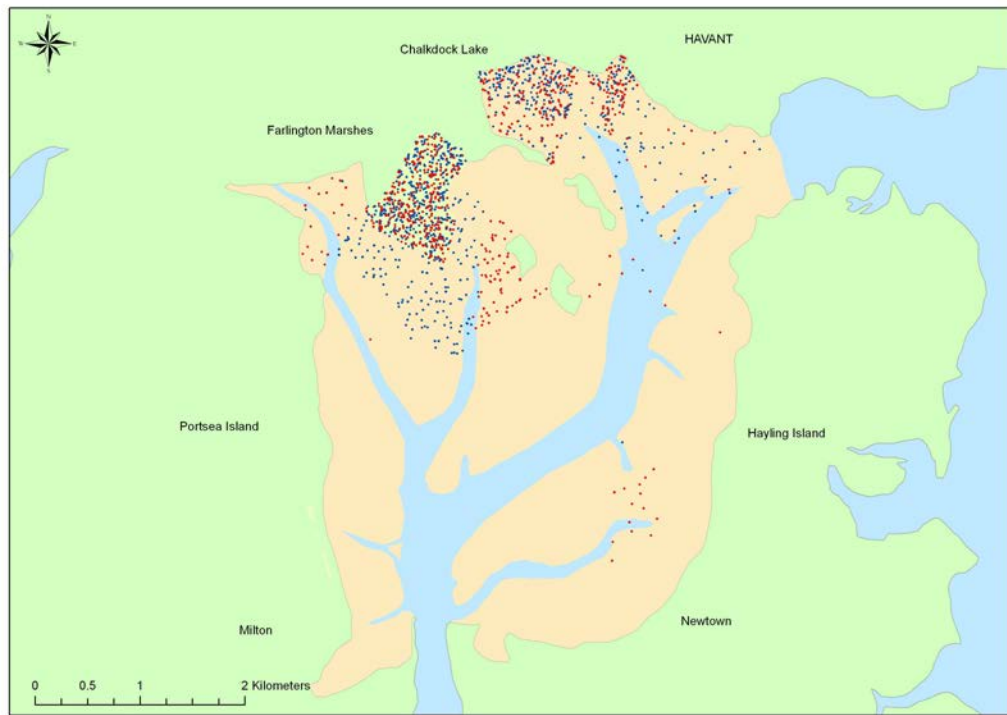 N
W E
S
Chalkdock Lake
HAVANT
Farlington Marshes
Portsea Island
Hayling Island
Milton
Newtown
0 0.5 1 2 Kilometers